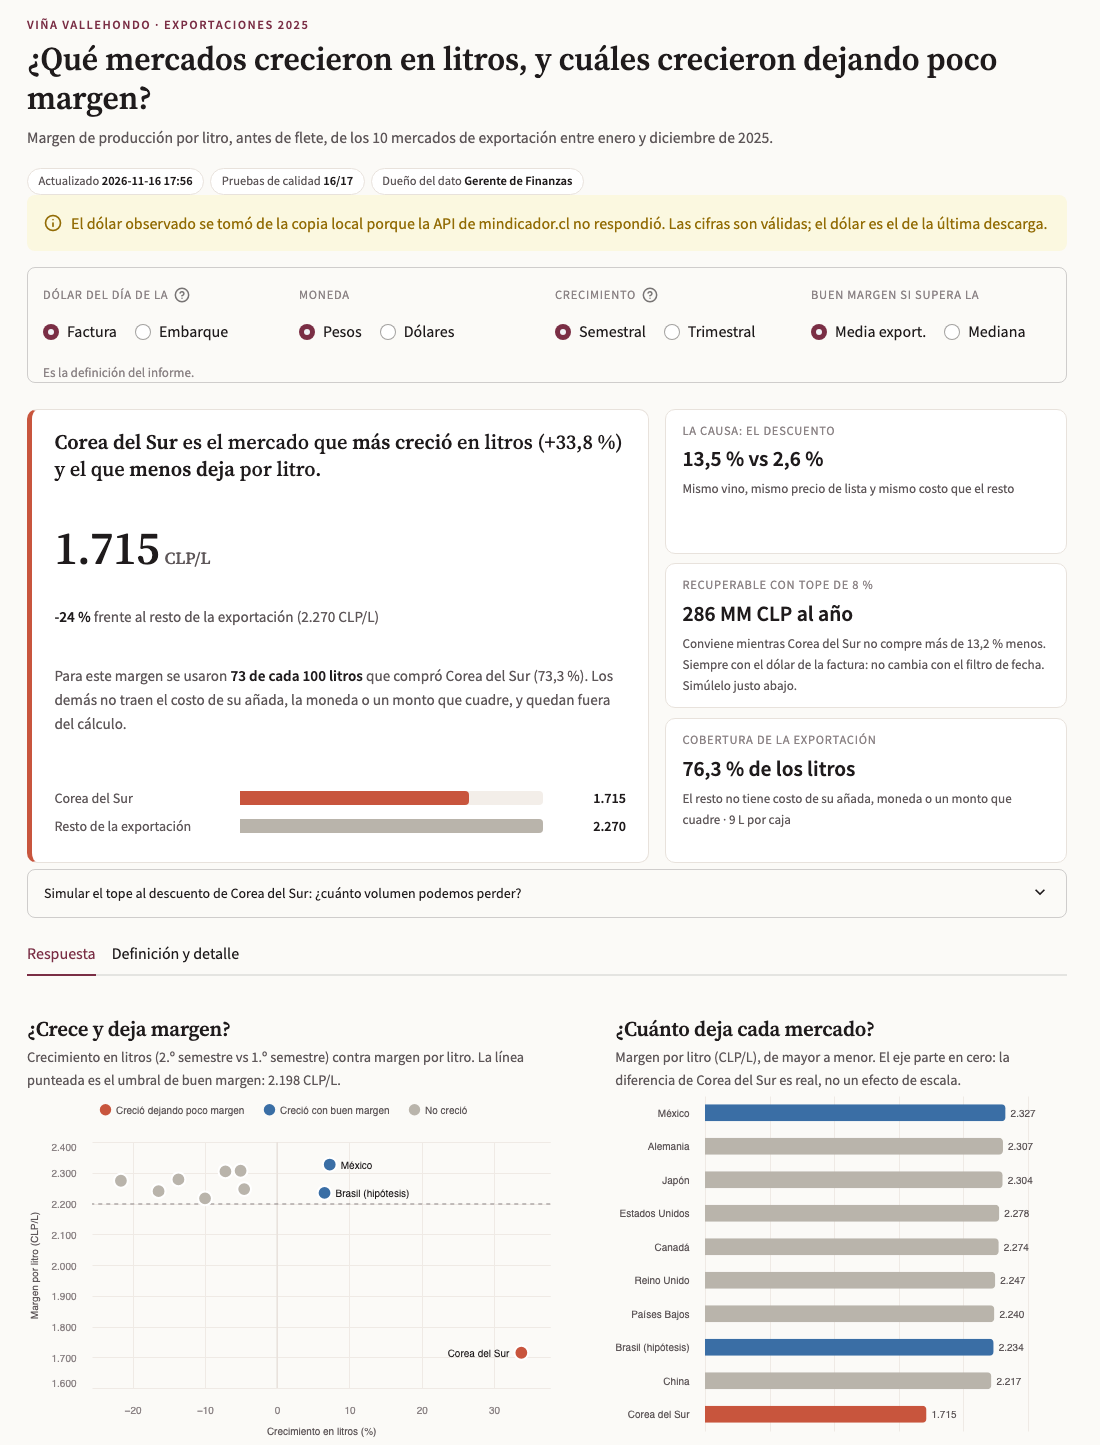 VIÑA VALLEHONDO · EXPORTACIONES 2025
¿Qué mercados crecieron en litros, y cuáles crecieron dejando poco
margen?
Margen de producción por litro, antes de flete, de los 10 mercados de exportación entre enero y diciembre de 2025.
Actualizado 2026-11-16 17:56 Pruebas de calidad 16/17 Dueño del dato Gerente de Finanzas
El dólar observado se tomó de la copia local porque la API de mindicador.cl no respondió. Las cifras son válidas; el dólar es el de la última descarga.
DÓLAR DEL DÍA DE LA ? MONEDA CRECIMIENTO ? BUEN MARGEN SI SUPERA LA
Factura Embarque Pesos Dólares Semestral Trimestral Media export. Mediana
Es la definición del informe.
Corea del Sur es el mercado que más creció en litros (+33,8 %)
y el que menos deja por litro.
1.715 CLP/L
-24 % frente al resto de la exportación (2.270 CLP/L)
Para este margen se usaron 73 de cada 100 litros que compró Corea del Sur (73,3 %). Los
demás no traen el costo de su añada, la moneda o un monto que cuadre, y quedan fuera
del cálculo.
Corea del Sur 1.715
Resto de la exportación 2.270
LA CAUSA: EL DESCUENTO
13,5 % vs 2,6 %
Mismo vino, mismo precio de lista y mismo costo que el resto
RECUPERABLE CON TOPE DE 8 %
286 MM CLP al año
Conviene mientras Corea del Sur no compre más de 13,2 % menos.
Siempre con el dólar de la factura: no cambia con el filtro de fecha.
Simúlelo justo abajo.
COBERTURA DE LA EXPORTACIÓN
76,3 % de los litros
El resto no tiene costo de su añada, moneda o un monto que
cuadre · 9 L por caja
Simular el tope al descuento de Corea del Sur: ¿cuánto volumen podemos perder?
Respuesta Definición y detalle
¿Crece y deja margen?
Crecimiento en litros (2.º semestre vs 1.º semestre) contra margen por litro. La línea
punteada es el umbral de buen margen: 2.198 CLP/L.
Creció dejando poco margen Creció con buen margen No creció
2.400
2.300
2.200
2.100
2.000
1.900
1.800
1.700
1.600
Margen por litro (CLP/L)
México
Brasil (hipótesis)
Corea del Sur
−20 −10 0 10 20 30
Crecimiento en litros (%)
¿Cuánto deja cada mercado?
Margen por litro (CLP/L), de mayor a menor. El eje parte en cero: la
diferencia de Corea del Sur es real, no un efecto de escala.
México 2.327
Alemania 2.307
Japón 2.304
Estados Unidos 2.278
Canadá 2.274
Reino Unido 2.247
Países Bajos 2.240
Brasil (hipótesis) 2.234
China 2.217
Corea del Sur 1.715